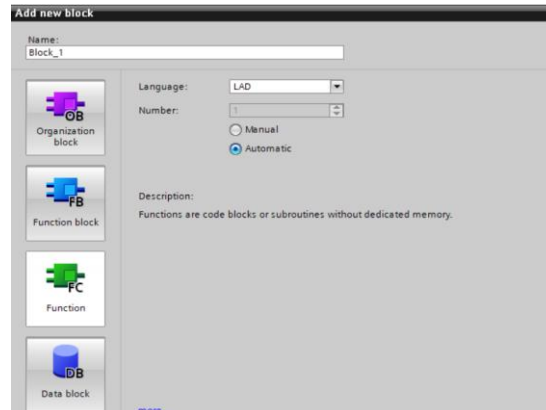 Add new block
Name:
Block_1
Language:
LAD
Number:
1
Manual
Automatic
Description:
Functions are code blocks or subroutines without dedicated memory.
OB
Organization
block
FB
Function block
FC
Function
DB
Data block